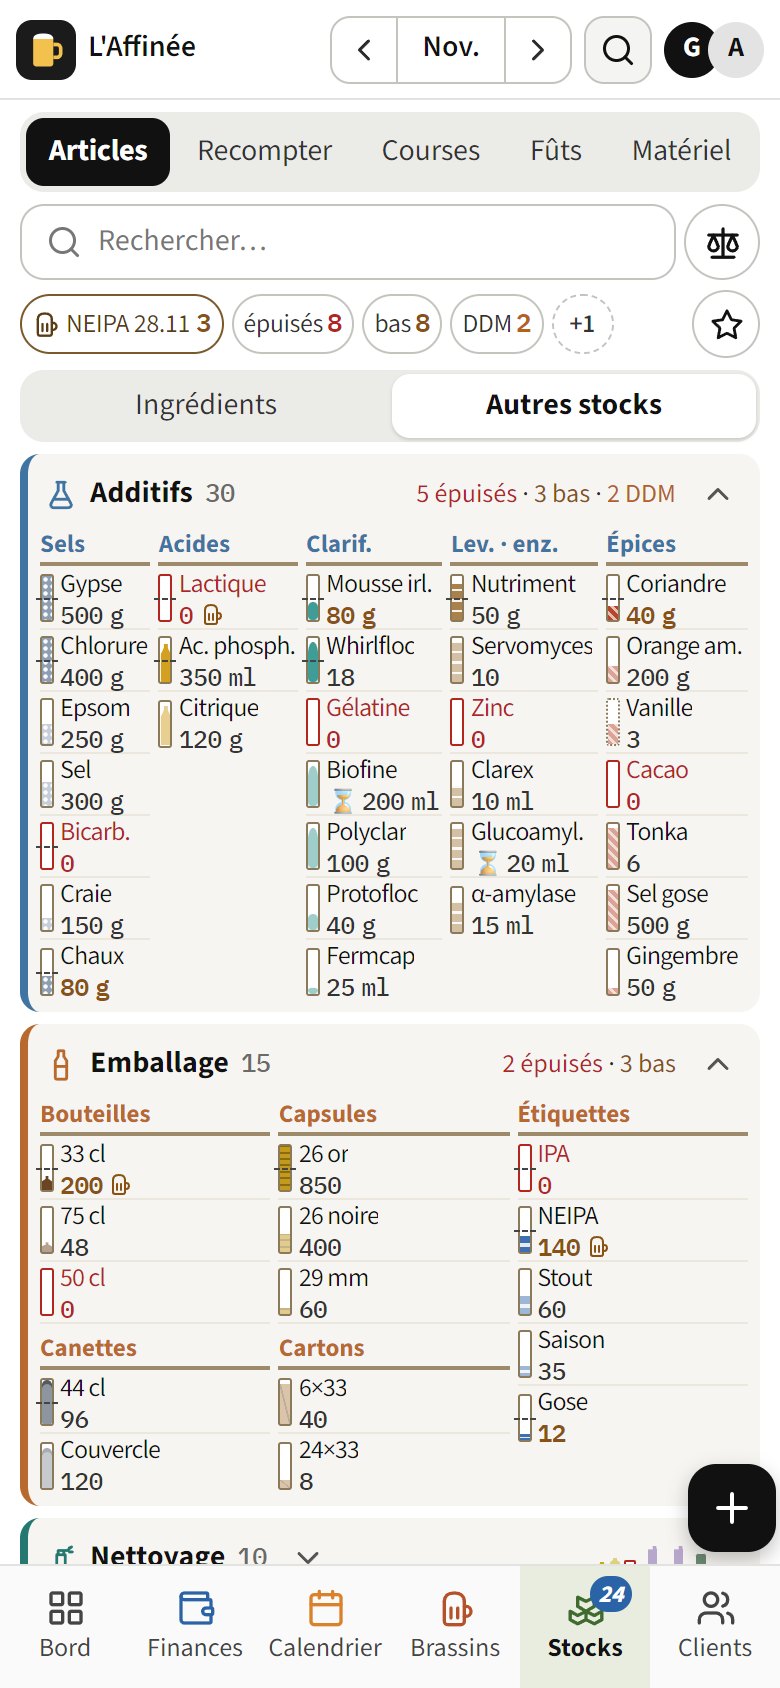 L'Affinée
Nov.
G A
Articles Recompter Courses Fûts Matériel
Rechercher…
NEIPA 28.11 3 épuisés 8 bas 8 DDM 2 +1
Ingrédients Autres stocks
Additifs 30 5 épuisés · 3 bas · 2 DDM
Sels
Gypse
500 g
Chlorure
400 g
Epsom
250 g
Sel
300 g
Bicarb.
0
Craie
150 g
Chaux
80 g
Acides
Lactique
0
Ac. phosph.
350 ml
Citrique
120 g
Clarif.
Mousse irl.
80 g
Whirlfloc
18
Gélatine
0
Biofine
⏳ 200 ml
Polyclar
100 g
Protofloc
40 g
Fermcap
25 ml
Lev. · enz.
Nutriment
50 g
Servomyces
10
Zinc
0
Clarex
10 ml
Glucoamyl.
⏳ 20 ml
α-amylase
15 ml
Épices
Coriandre
40 g
Orange am.
200 g
Vanille
3
Cacao
0
Tonka
6
Sel gose
500 g
Gingembre
50 g
Emballage 15 2 épuisés · 3 bas
Bouteilles
33 cl
200
75 cl
48
50 cl
0
Canettes
44 cl
96
Couvercle
120
Capsules
26 or
850
26 noire
400
29 mm
60
Cartons
6×33
40
24×33
8
Étiquettes
IPA
0
NEIPA
140
Stout
60
Saison
35
Gose
12
Nettoyage 10
24
Bord Finances Calendrier Brassins Stocks Clients